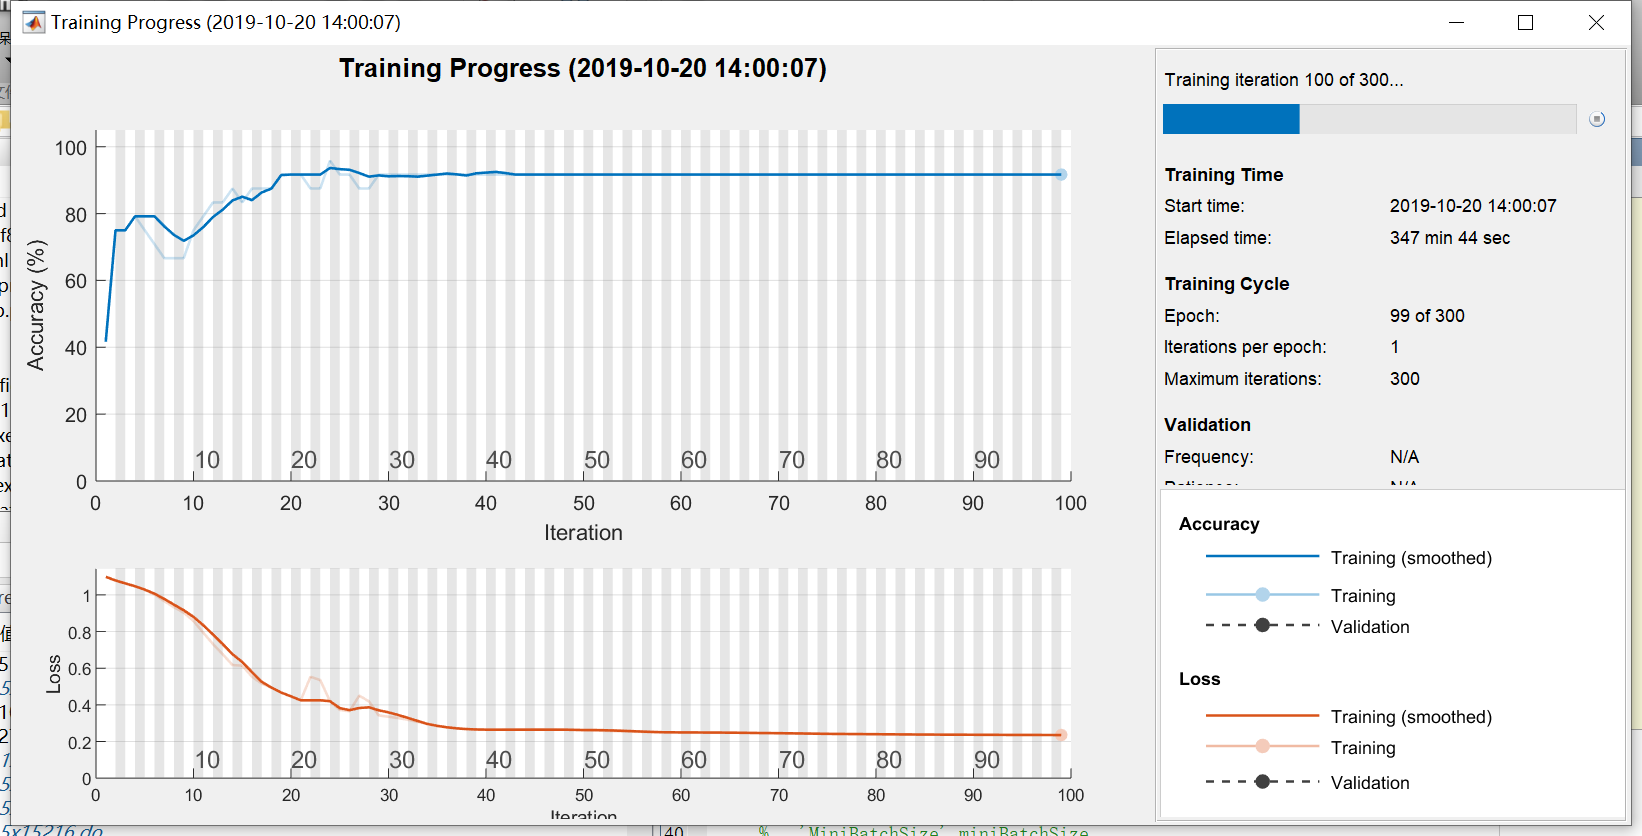 Training Progress (2019-10-20 14:00:07)
Training Progress (2019-10-20 14:00:07)
100
80
60
40
20
0
Accuracy (%)
10 20 30 40 50 60 70 80 90
0 10 20 30 40 50 60 70 80 90 100
Iteration
1
0.8
0.6
0.4
0.2
0
Loss
10 20 30 40 50 60 70 80 90
0 10 20 30 40 50 60 70 80 90 100
Iteration
Training iteration 100 of 300...
Training Time
Start time: 2019-10-20 14:00:07
Elapsed time: 347 min 44 sec
Training Cycle
Epoch: 99 of 300
Iterations per epoch: 1
Maximum iterations: 300
Validation
Frequency: N/A
Patience: N/A
Accuracy
Training (smoothed)
Training
Validation
Loss
Training (smoothed)
Training
Validation
5x15216 do
40 % 'MiniBatchSize' miniBatchSize